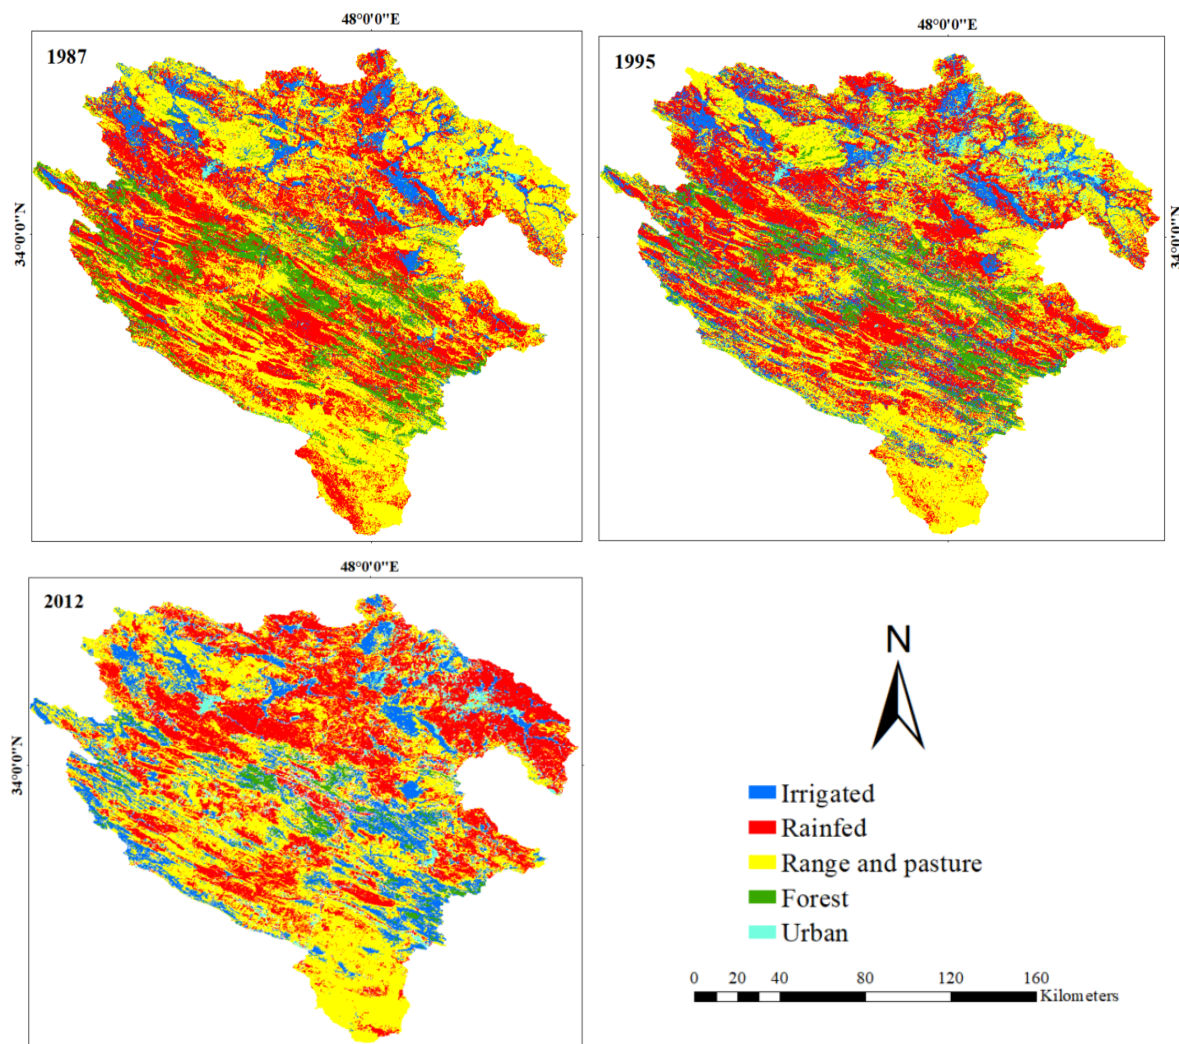 48°0'0"E
1987
34°0'0"N
48°0'0"E
1995
34°0'0"N
48°0'0"E
2012
34°0'0"N
N
Irrigated
Rainfed
Range and pasture
Forest
Urban
0 20 40 80 120 160
Kilometers